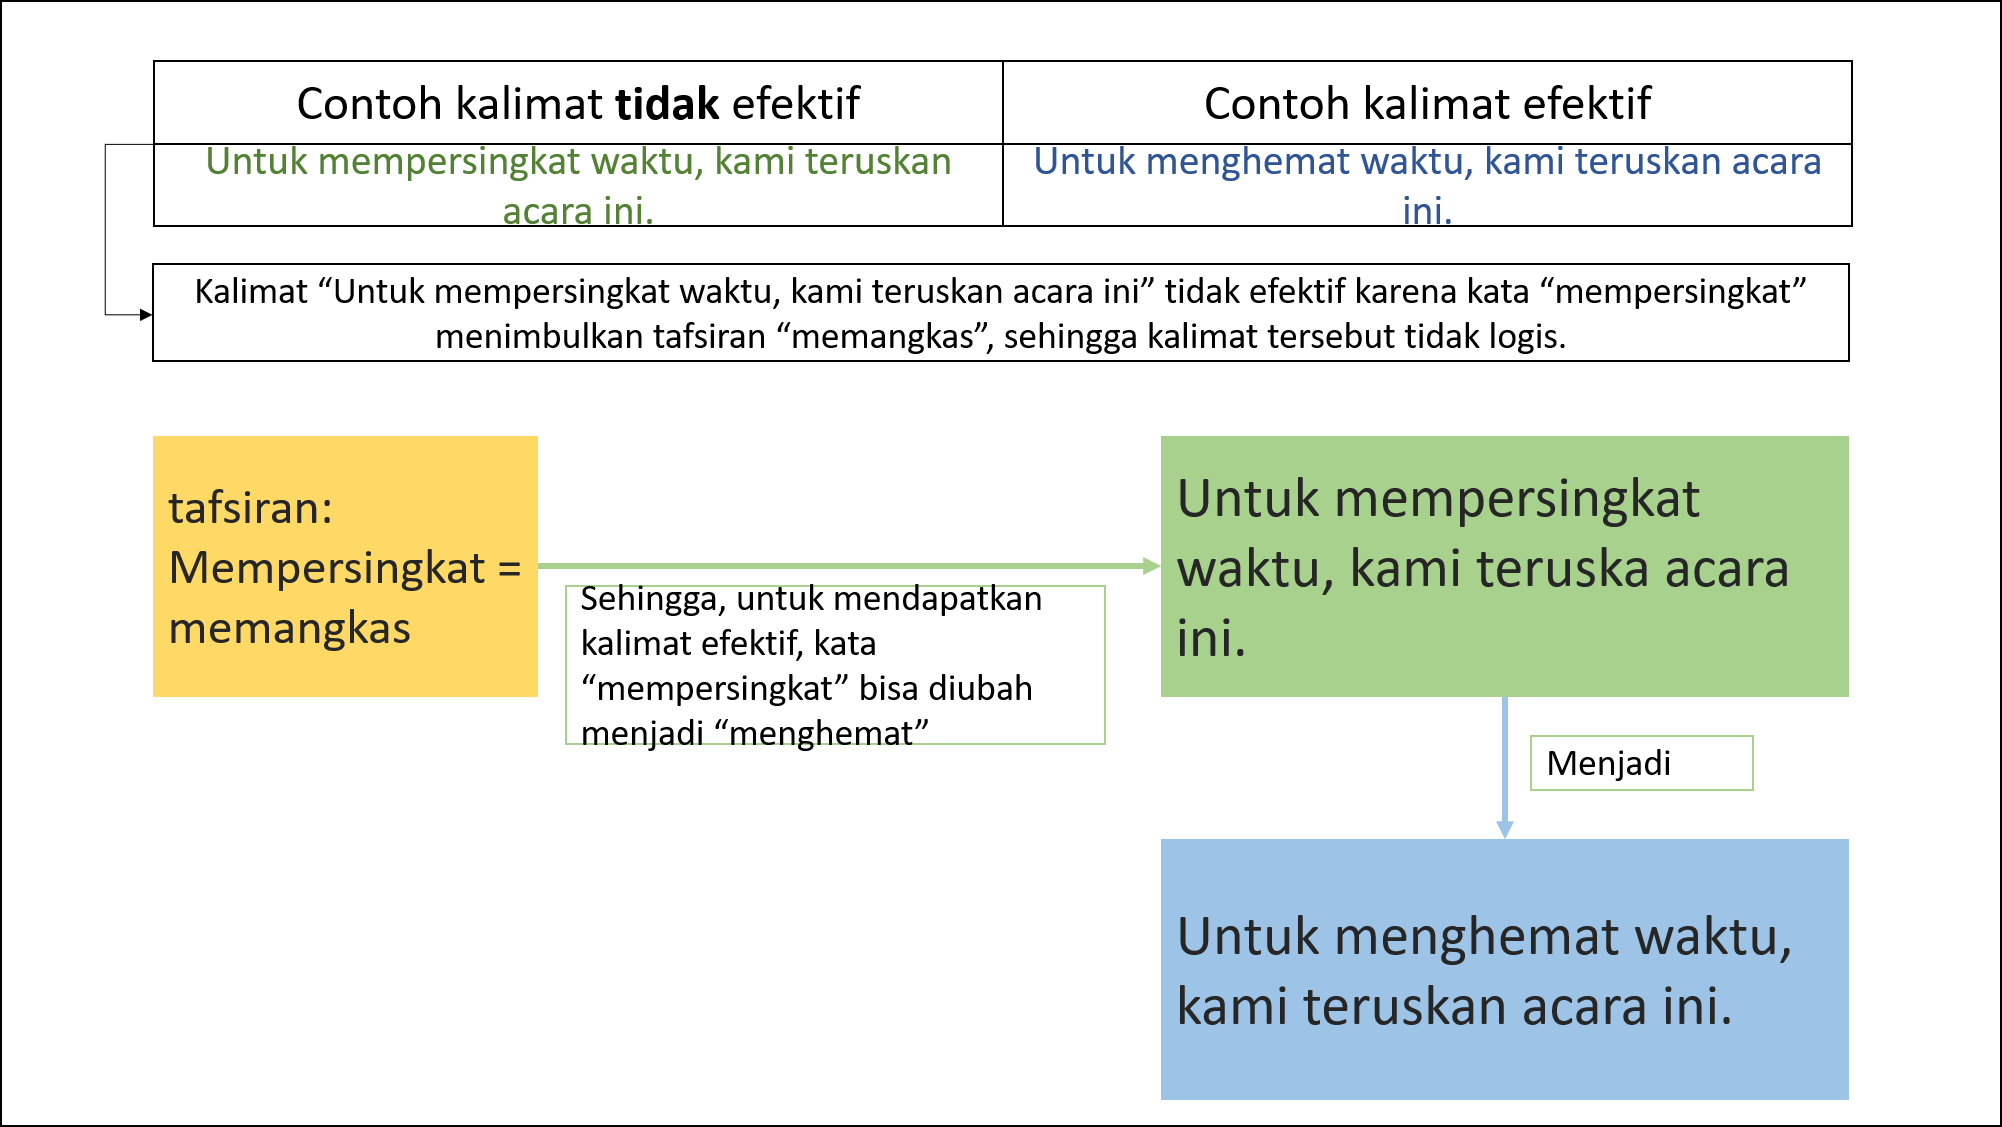 Contoh kalimat tidak efektif
Contoh kalimat efektif
Untuk mempersingkat waktu, kami teruskan
acara ini.
Untuk menghemat waktu, kami teruskan acara
ini.
Kalimat “Untuk mempersingkat waktu, kami teruskan acara ini” tidak efektif karena kata “mempersingkat”
menimbulkan tafsiran “memangkas”, sehingga kalimat tersebut tidak logis.
tafsiran:
Mempersingkat =
memangkas
Sehingga, untuk mendapatkan
kalimat efektif, kata
“mempersingkat” bisa diubah
menjadi “menghemat”
Untuk mempersingkat
waktu, kami teruska acara
ini.
Menjadi
Untuk menghemat waktu,
kami teruskan acara ini.